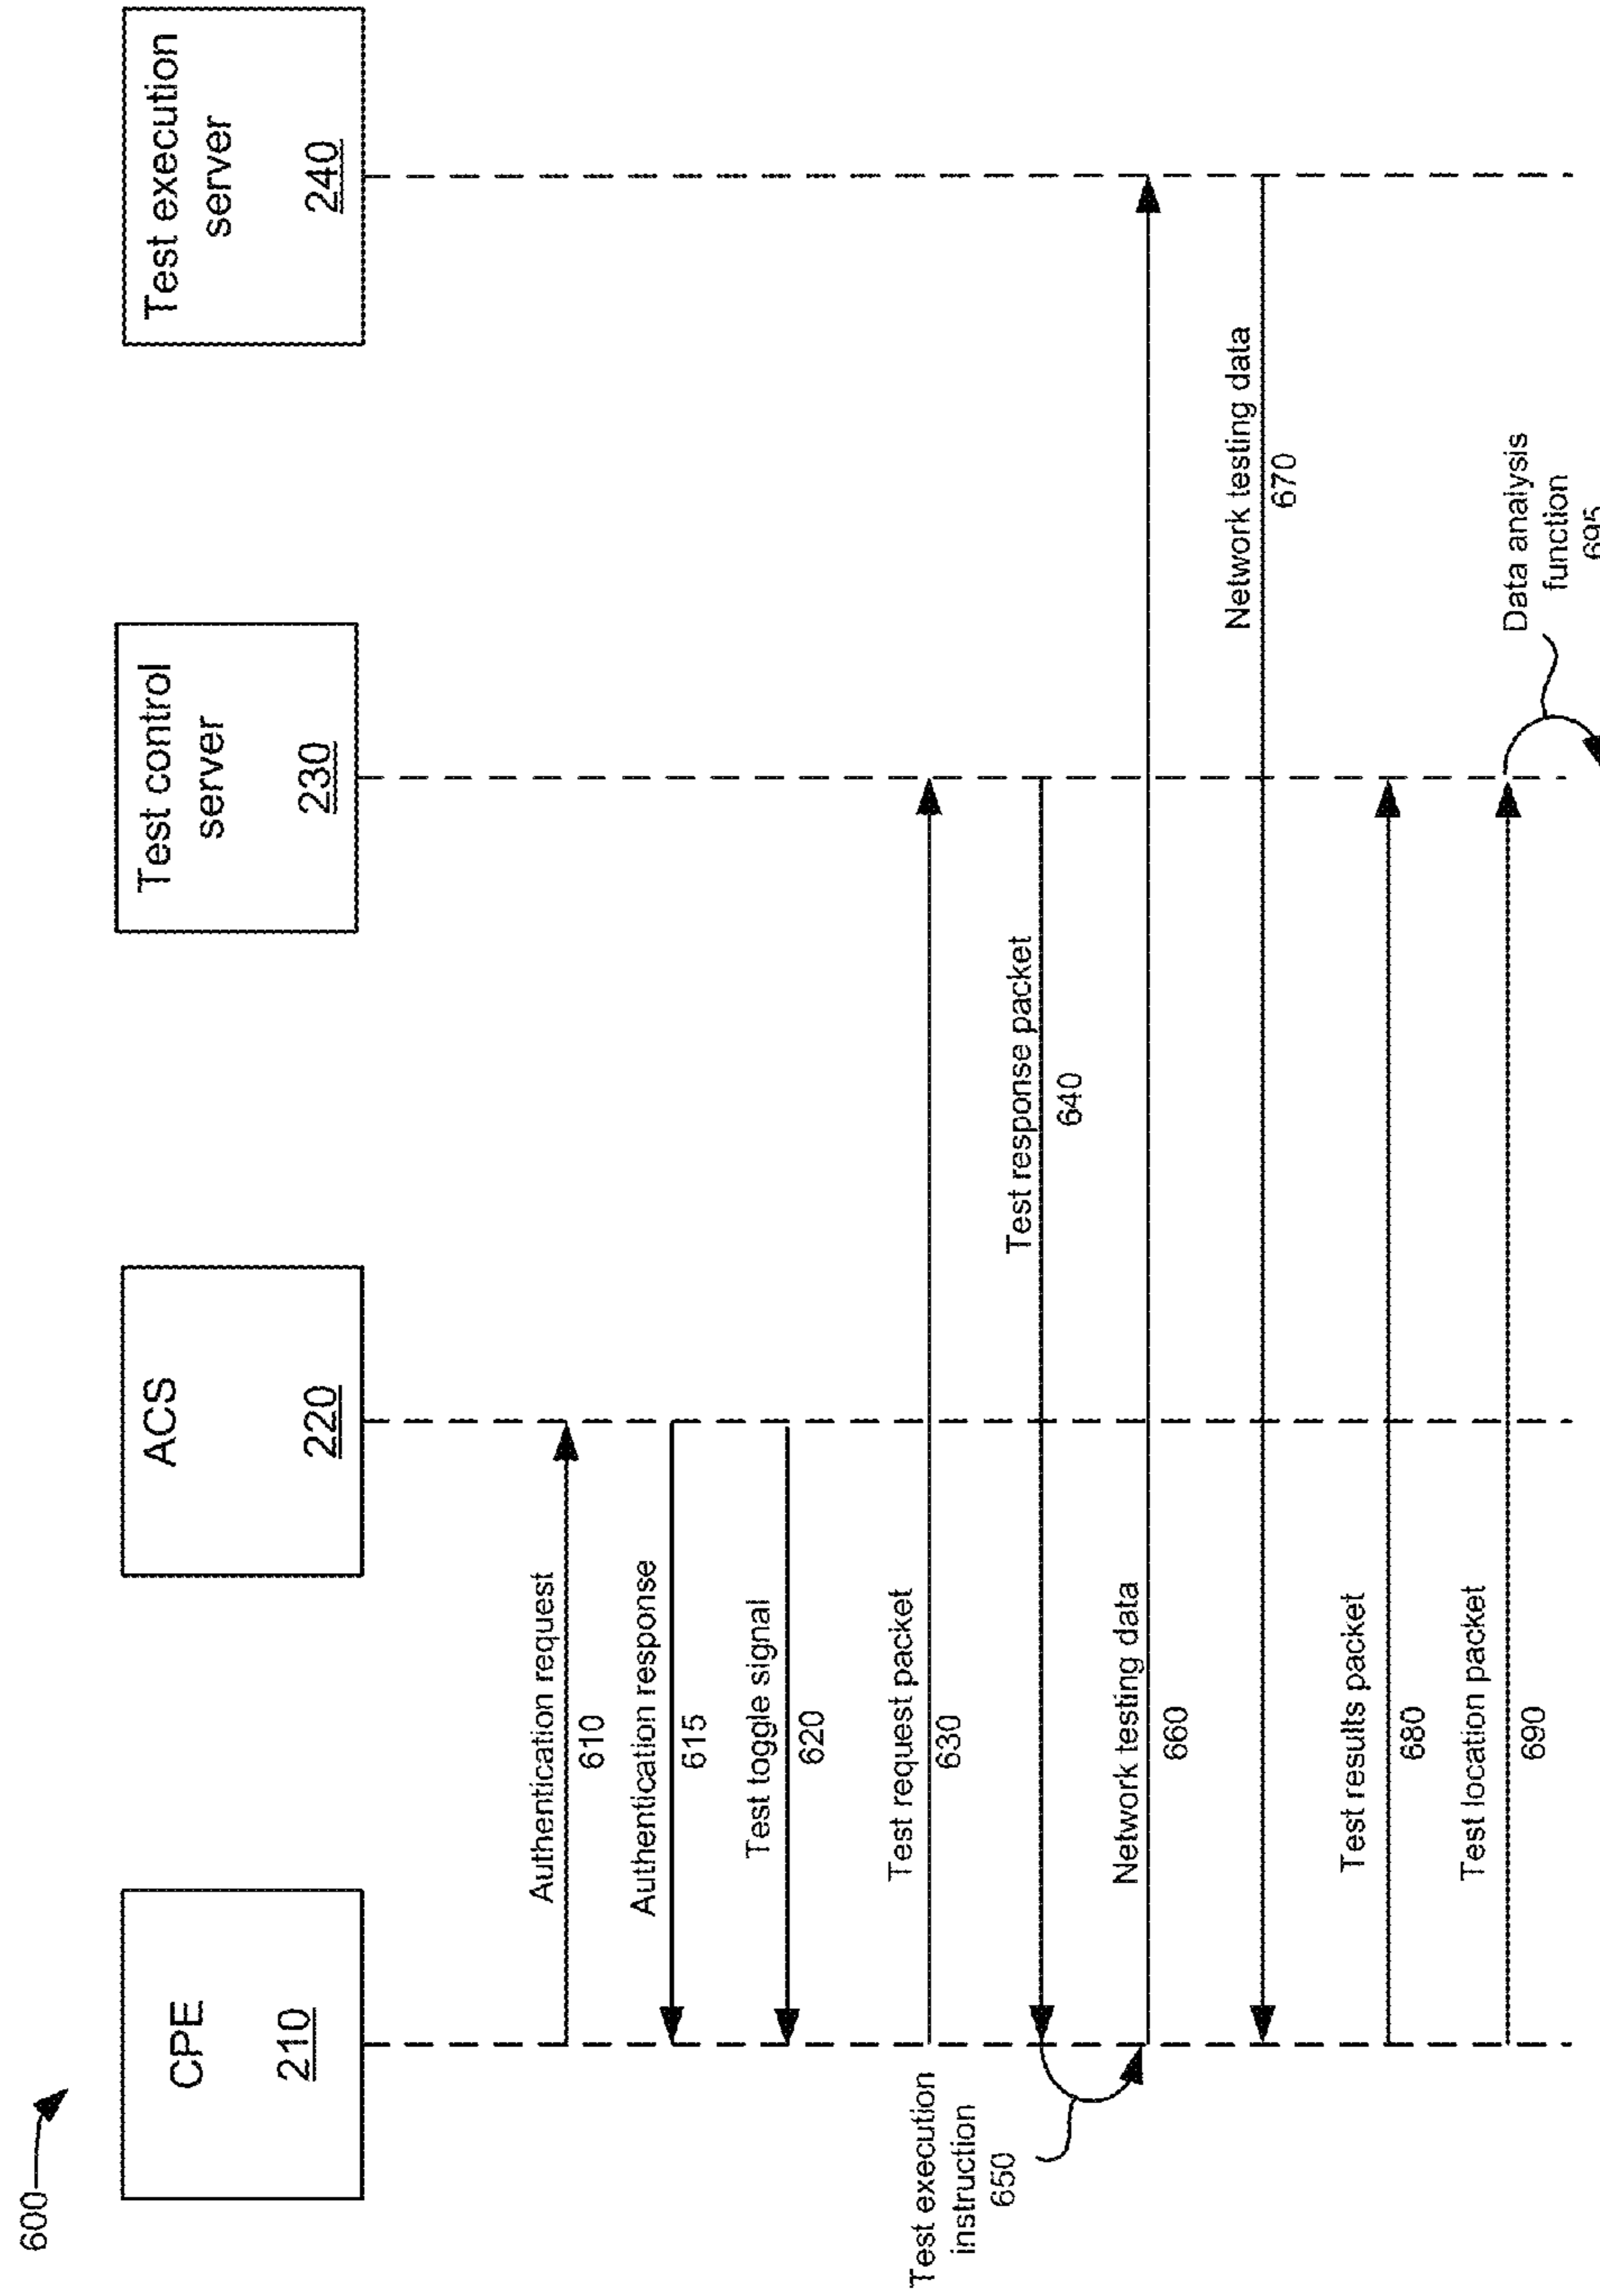 600
CPE
210
ACS
220
Test control
server
230
Test execution
server
240
Authentication request
610
Authentication response
615
Test toggle signal
620
Test request packet
630
Test response packet
640
Test execution
instruction
650
Network testing data
660
Network testing data
670
Test results packet
680
Test location packet
690
Data analysis
function
695